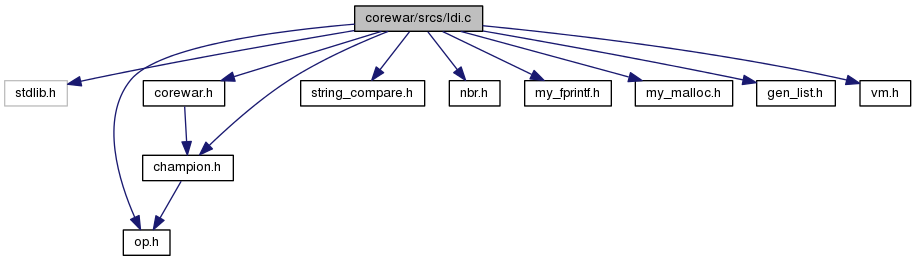 corewar/srcs/ldi.c
stdlib.h
corewar.h
string_compare.h
nbr.h
my_fprintf.h
my_malloc.h
gen_list.h
vm.h
champion.h
op.h